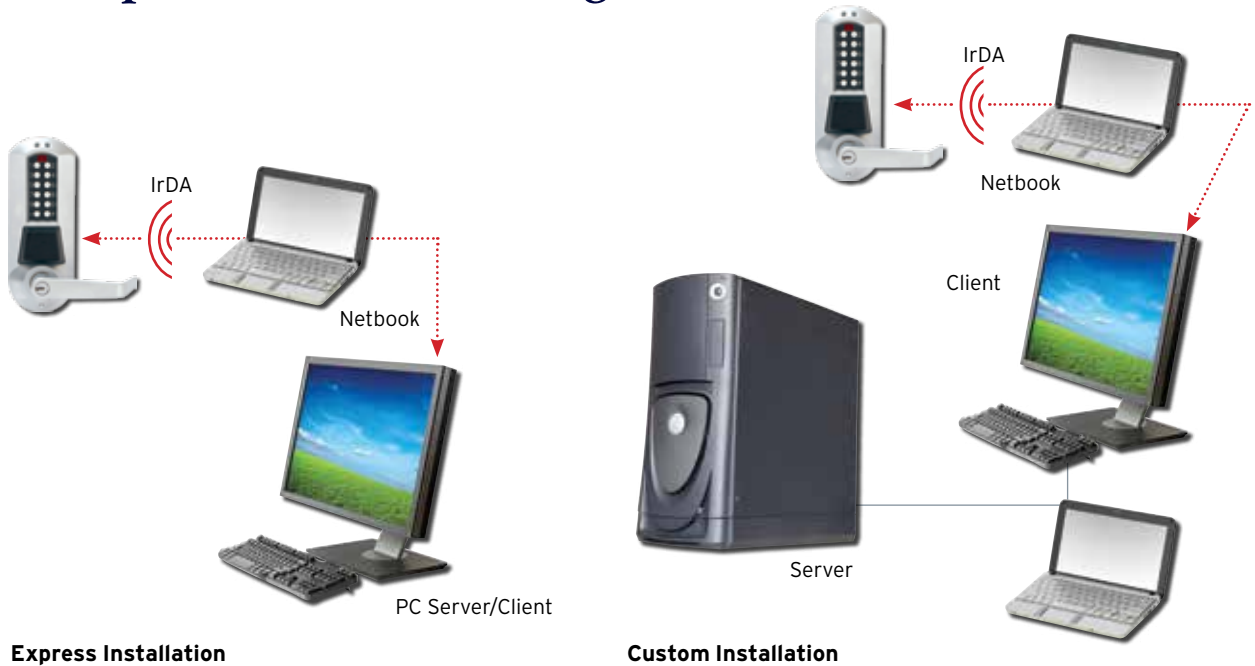 IrDA
Netbook
PC Server/Client
Express Installation
IrDA
Netbook
Client
Server
Custom Installation